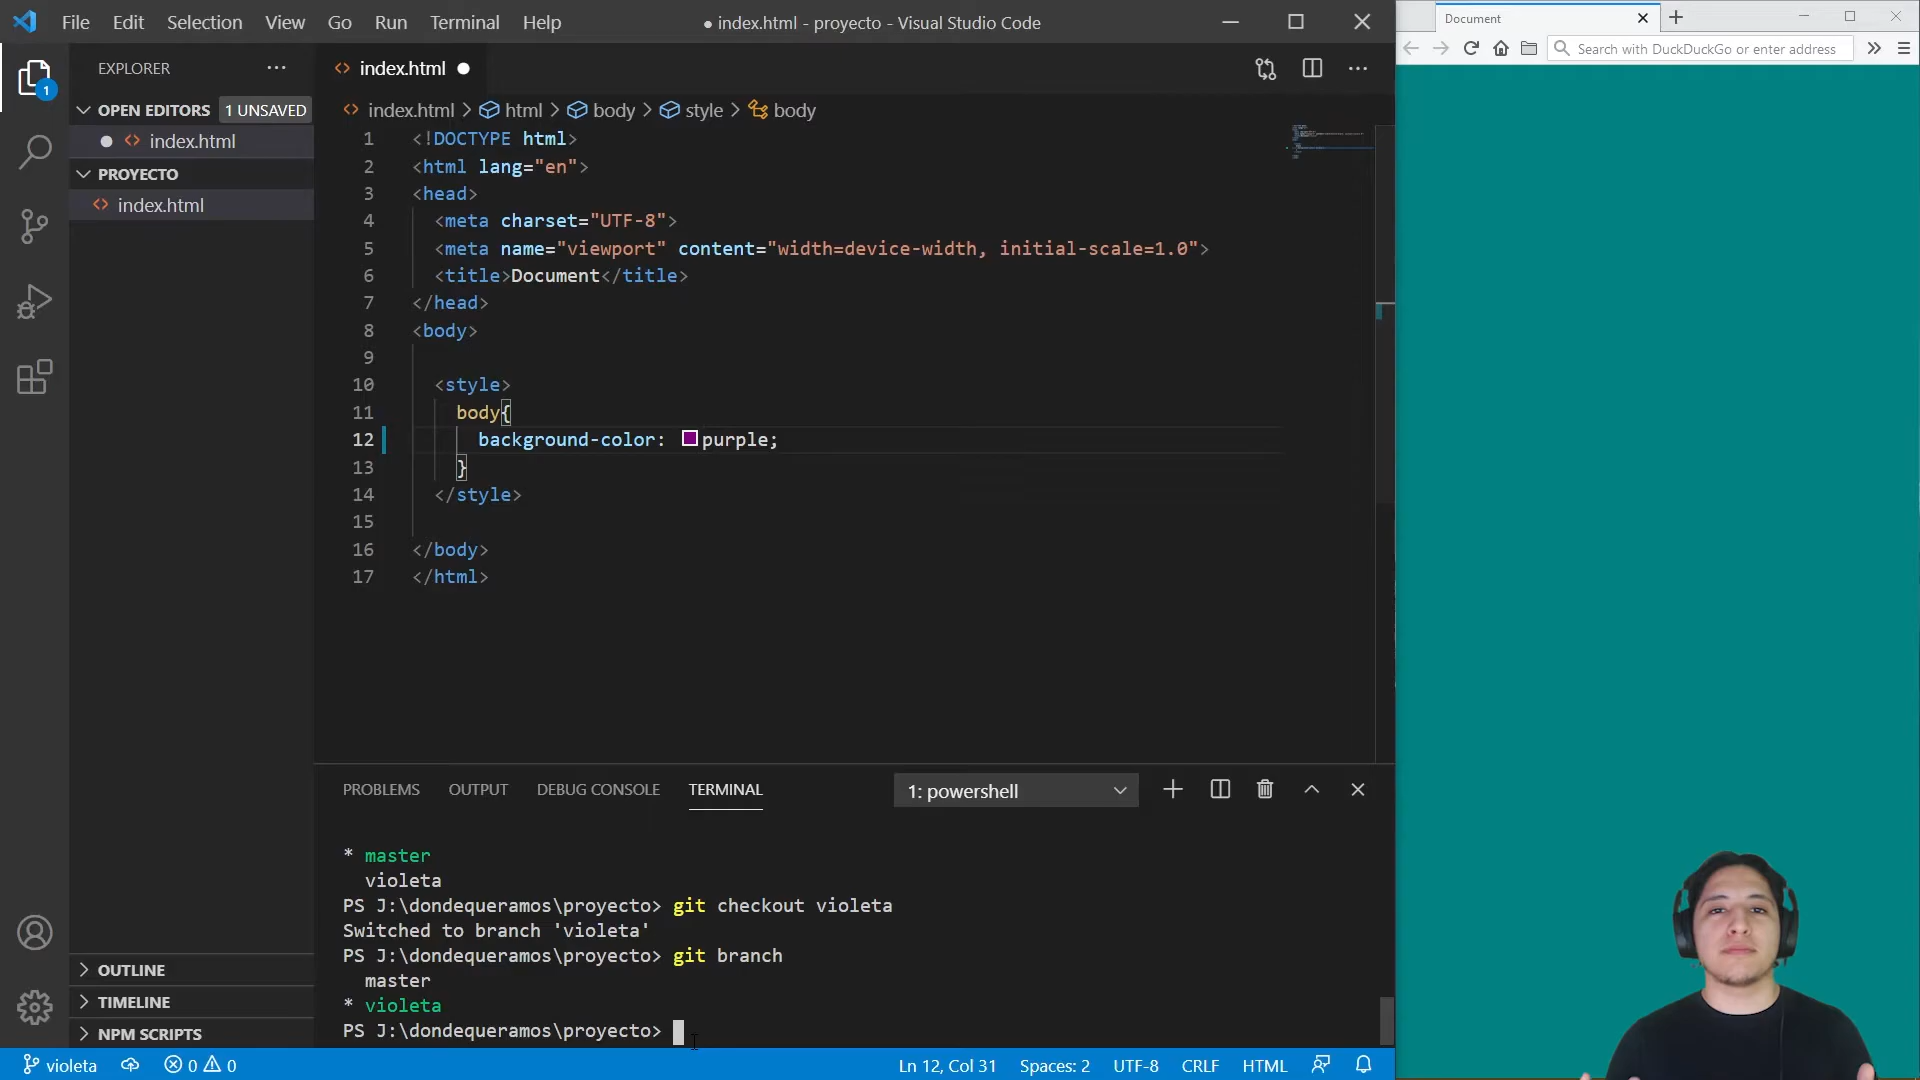 File Edit Selection View Go Run Terminal Help
● index.html - proyecto - Visual Studio Code
EXPLORER
OPEN EDITORS 1 UNSAVED
index.html
PROYECTO
index.html
OUTLINE
TIMELINE
NPM SCRIPTS
1
index.html
index.html > html > body > style > body
1 <!DOCTYPE html>
2 <html lang="en">
3 <head>
4 <meta charset="UTF-8">
5 <meta name="viewport" content="width=device-width, initial-scale=1.0">
6 <title>Document</title>
7 </head>
8 <body>
9
10 <style>
11 body{
12 background-color: purple;
13 }
14 </style>
15
16 </body>
17 </html>
PROBLEMS OUTPUT DEBUG CONSOLE TERMINAL 1: powershell
* master
violeta
PS J:\dondequeramos\proyecto> git checkout violeta
Switched to branch 'violeta'
PS J:\dondequeramos\proyecto> git branch
master
* violeta
PS J:\dondequeramos\proyecto>
violeta 0 0 Ln 12, Col 31 Spaces: 2 UTF-8 CRLF HTML
Document
Search with DuckDuckGo or enter address